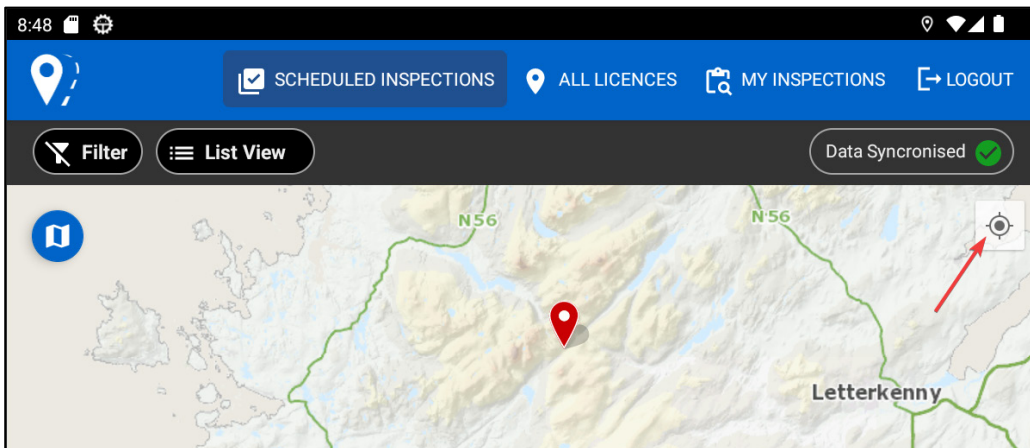 8:48
SCHEDULED INSPECTIONS
ALL LICENCES
MY INSPECTIONS
LOGOUT
Filter
List View
Data Syncronised
N56
N56
Letterkenny